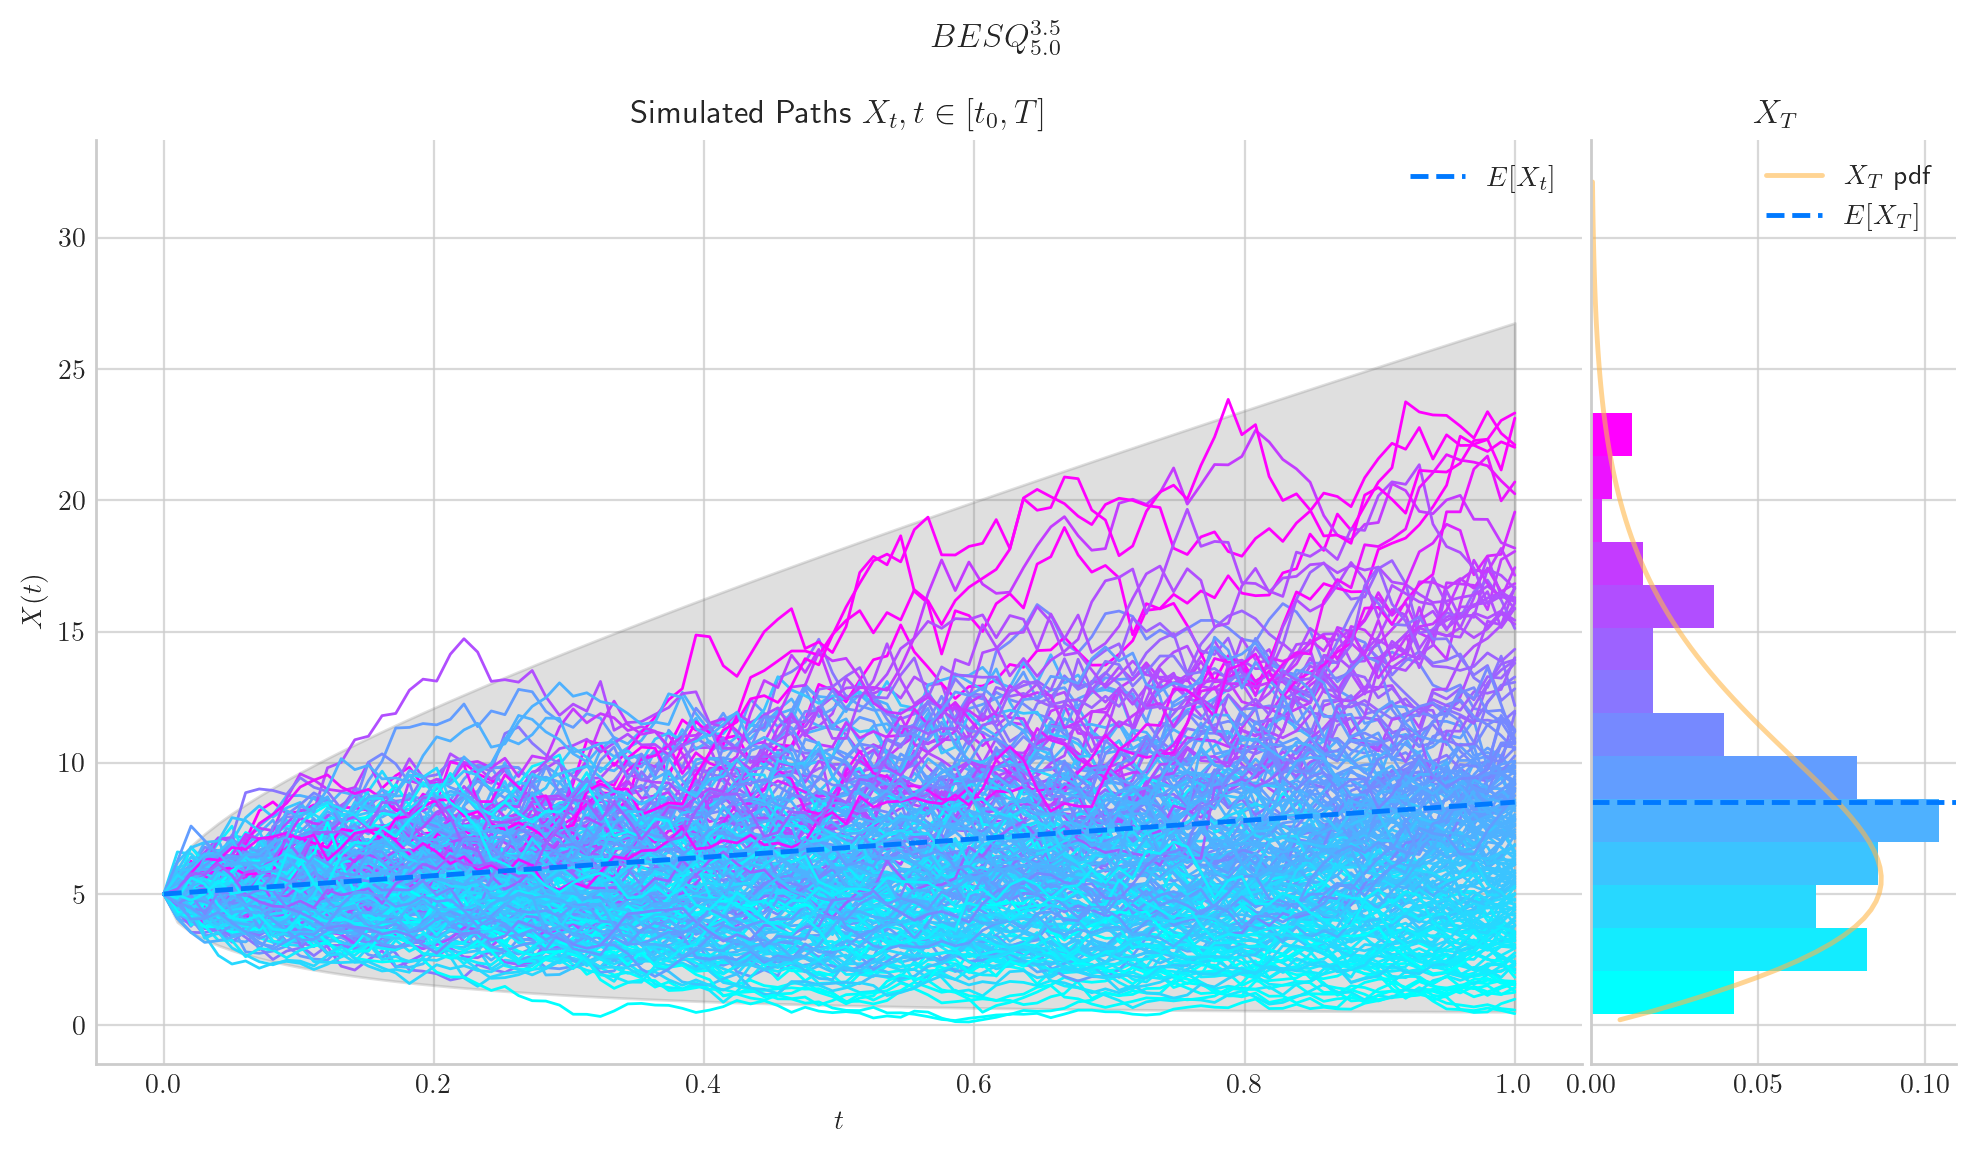 $BESQ_{5.0}^{3.5}$
Simulated Paths $X_t, t \in [t_0, T]$
$X_T$
$E[X_t]$
$X_T$ pdf
$E[X_T]$
30
25
20
15
10
5
0
$X(t)$
0.0 0.2 0.4 0.6 0.8 1.0
0.00 0.05 0.10
$t$